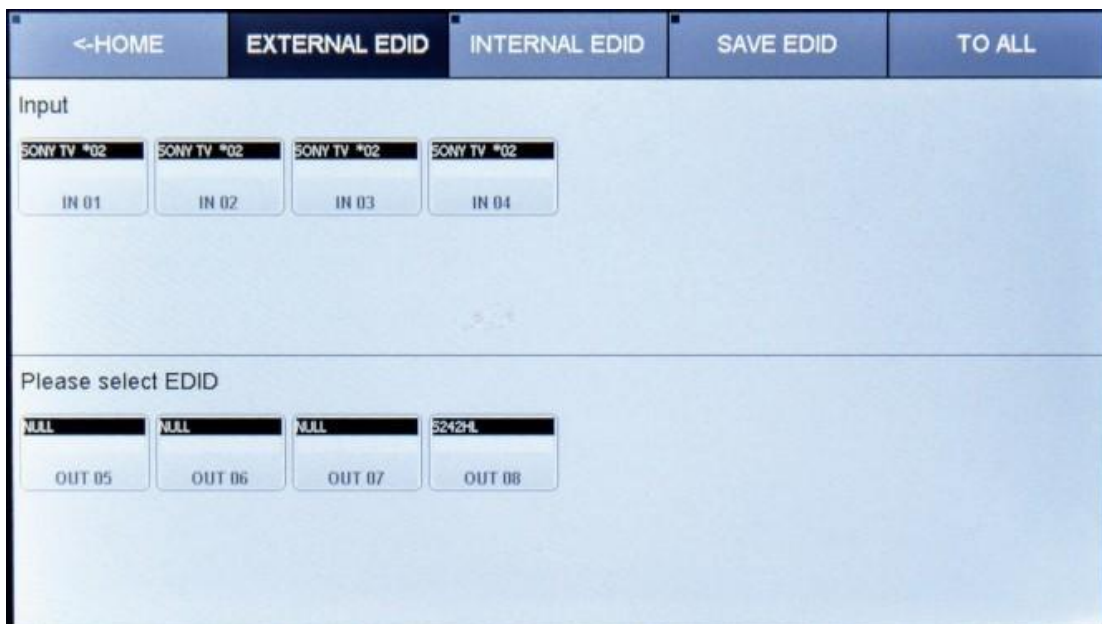 <-HOME EXTERNAL EDID INTERNAL EDID SAVE EDID TO ALL
Input
SONY TV *02 SONY TV *02 SONY TV *02 SONY TV *02
IN 01 IN 02 IN 03 IN 04
Please select EDID
NULL NULL NULL 5242HL
OUT 05 OUT 06 OUT 07 OUT 08